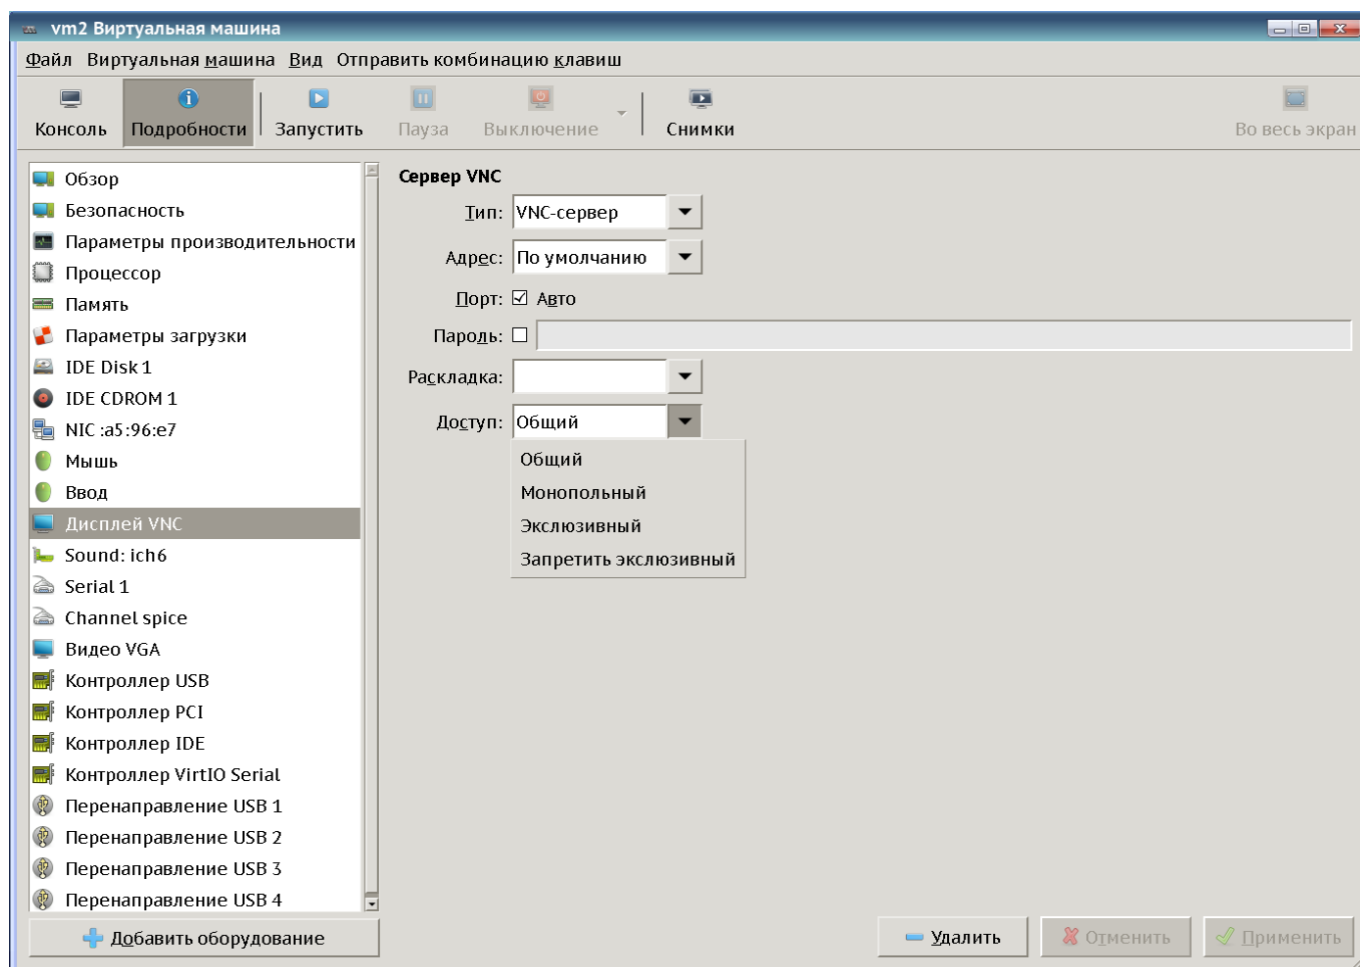 vm2 Виртуальная машина
Файл Виртуальная машина Вид Отправить комбинацию клавиш
Консоль Подробности Запустить Пауза Выключение Снимки Во весь экран
Обзор
Безопасность
Параметры производительности
Процессор
Память
Параметры загрузки
IDE Disk 1
IDE CDROM 1
NIC :a5:96:e7
Мышь
Ввод
Дисплей VNC
Sound: ich6
Serial 1
Channel spice
Видео VGA
Контроллер USB
Контроллер PCI
Контроллер IDE
Контроллер VirtIO Serial
Перенаправление USB 1
Перенаправление USB 2
Перенаправление USB 3
Перенаправление USB 4
Добавить оборудование
Сервер VNC
Тип: VNC-сервер
Адрес: По умолчанию
Порт: Авто
Пароль:
Раскладка:
Доступ: Общий
Общий
Монопольный
Экслюзивный
Запретить экслюзивный
Удалить Отменить Применить